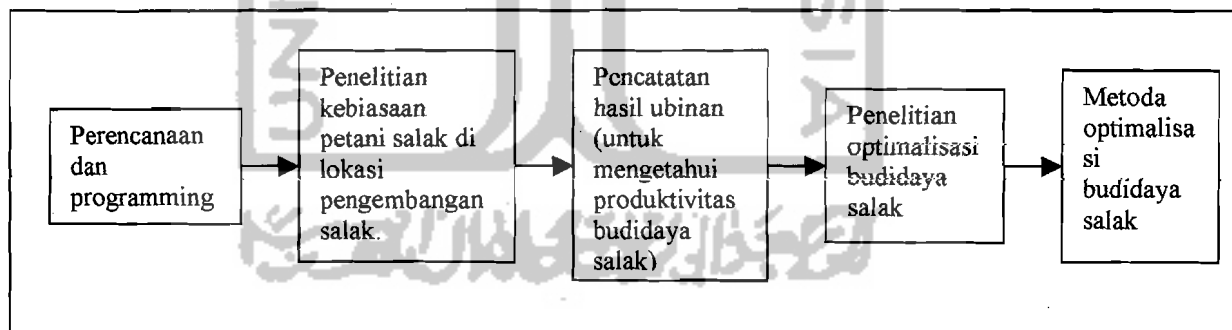 Perencanaan
dan
programming
Penelitian
kebiasaan
petani salak di
lokasi
pengembangan
salak.
Pencatatan
hasil ubinan
(untuk
mengetahui
produktivitas
budidaya
salak)
Penelitian
optimalisasi
budidaya
salak
Metoda
optimalisa
si
budidaya
salak